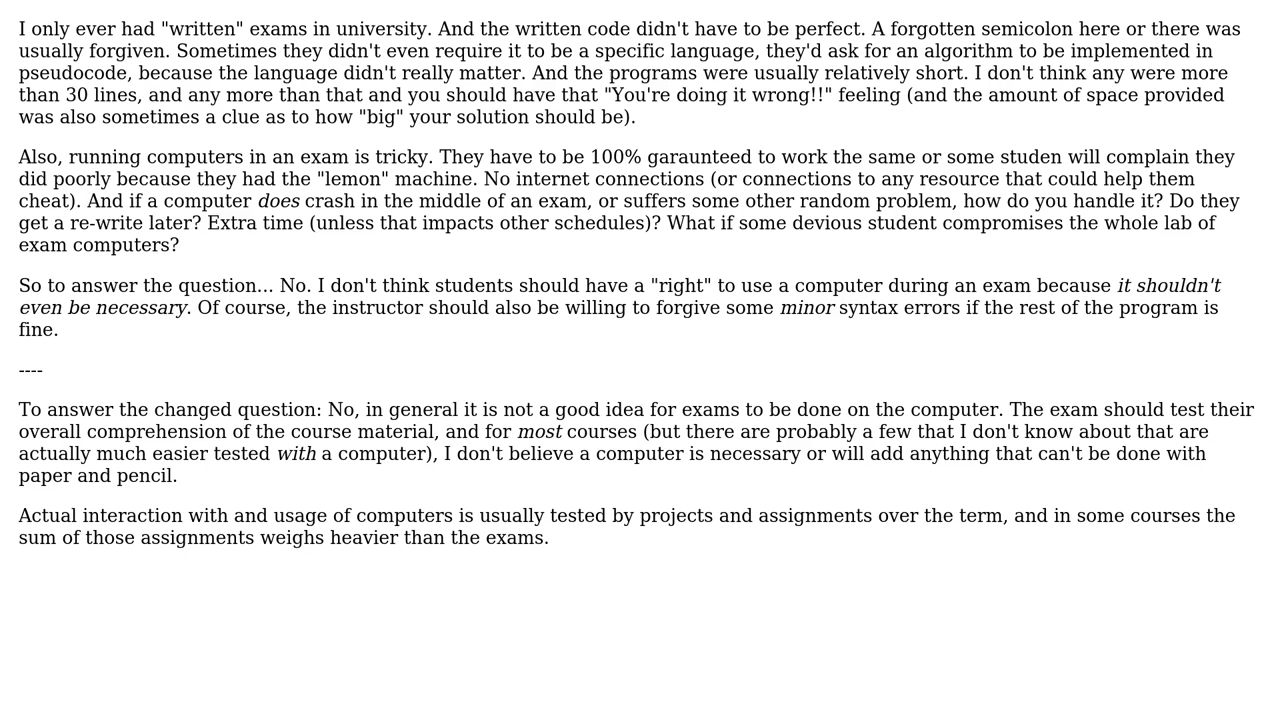 I only ever had "written" exams in university. And the written code didn't have to be perfect. A forgotten semicolon here or there was
usually forgiven. Sometimes they didn't even require it to be a specific language, they'd ask for an algorithm to be implemented in
pseudocode, because the language didn't really matter. And the programs were usually relatively short. I don't think any were more
than 30 lines, and any more than that and you should have that "You're doing it wrong!!" feeling (and the amount of space provided
was also sometimes a clue as to how "big" your solution should be).
Also, running computers in an exam is tricky. They have to be 100% garaunteed to work the same or some studen will complain they
did poorly because they had the "lemon" machine. No internet connections (or connections to any resource that could help them
cheat). And if a computer does crash in the middle of an exam, or suffers some other random problem, how do you handle it? Do they
get a re-write later? Extra time (unless that impacts other schedules)? What if some devious student compromises the whole lab of
exam computers?
So to answer the question... No. I don't think students should have a "right" to use a computer during an exam because it shouldn't
even be necessary. Of course, the instructor should also be willing to forgive some minor syntax errors if the rest of the program is
fine.
----
To answer the changed question: No, in general it is not a good idea for exams to be done on the computer. The exam should test their
overall comprehension of the course material, and for most courses (but there are probably a few that I don't know about that are
actually much easier tested with a computer), I don't believe a computer is necessary or will add anything that can't be done with
paper and pencil.
Actual interaction with and usage of computers is usually tested by projects and assignments over the term, and in some courses the
sum of those assignments weighs heavier than the exams.